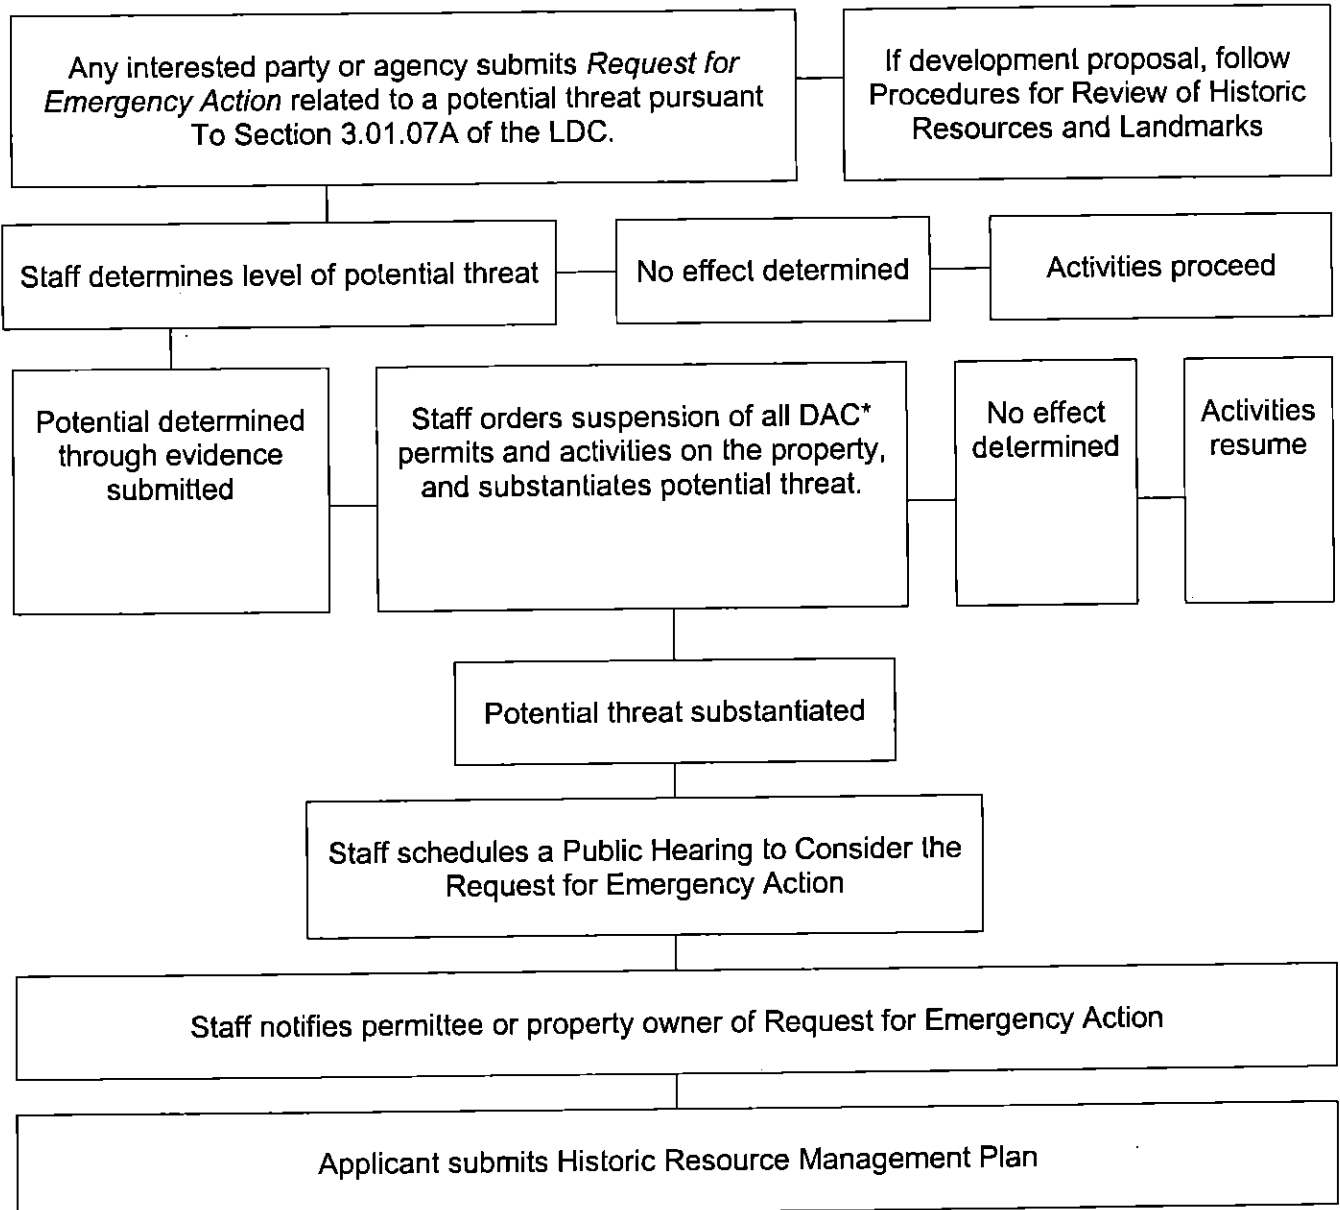 Any interested party or agency submits Request for
Emergency Action related to a potential threat pursuant
To Section 3.01.07A of the LDC.
If development proposal, follow
Procedures for Review of Historic
Resources and Landmarks
Staff determines level of potential threat
No effect determined
Activities proceed
Potential determined
through evidence
submitted
Staff orders suspension of all DAC*
permits and activities on the property,
and substantiates potential threat.
No effect
determined
Activities
resume
Potential threat substantiated
Staff schedules a Public Hearing to Consider the
Request for Emergency Action
Staff notifies permittee or property owner of Request for Emergency Action
Applicant submits Historic Resource Management Plan